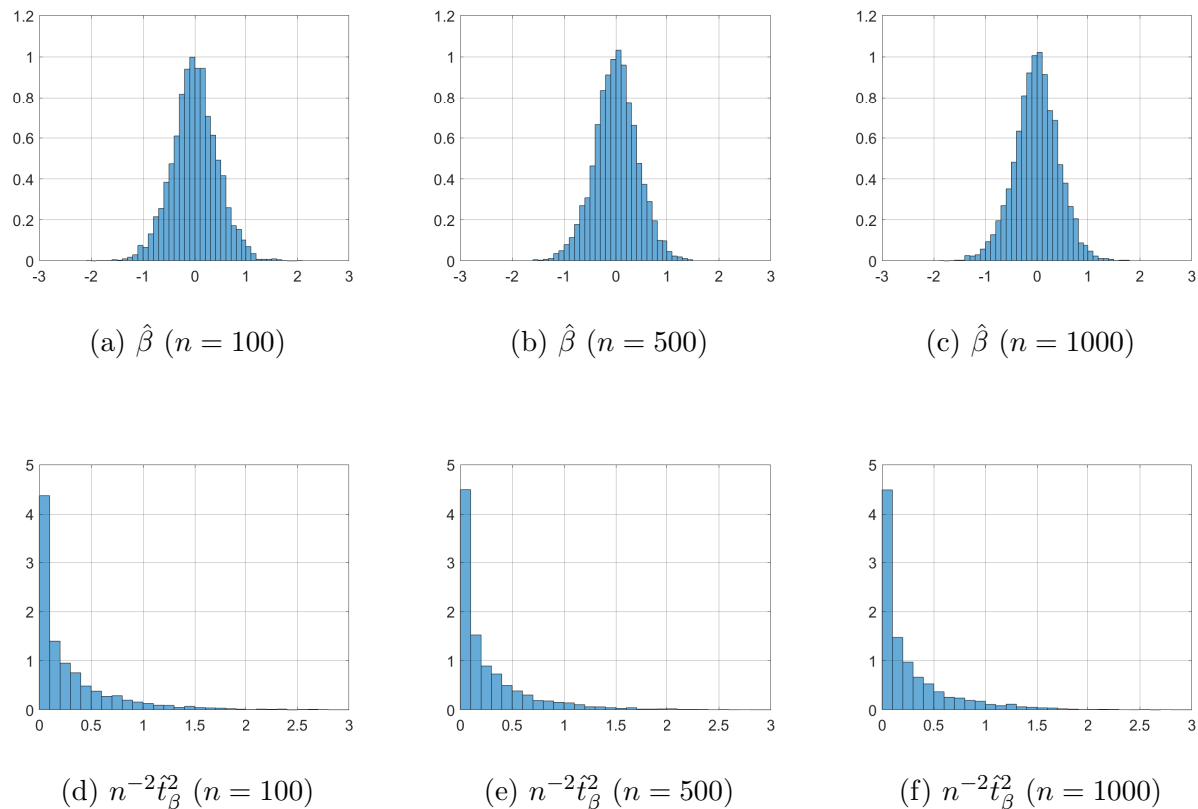 1.2 1.2 1.2
1 1 1
0.8 0.8 0.8
0.6 0.6 0.6
0.4 0.4 0.4
0.2 0.2 0.2
0 0 0
-3 -2 -1 0 1 2 3 -3 -2 -1 0 1 2 3 -3 -2 -1 0 1 2 3
(a) β̂ (n = 100) (b) β̂ (n = 500) (c) β̂ (n = 1000)
5 5 5
4 4 4
3 3 3
2 2 2
1 1 1
0 0 0
0 0.5 1 1.5 2 2.5 3 0 0.5 1 1.5 2 2.5 3 0 0.5 1 1.5 2 2.5 3
(d) n⁻²t̂²ᵦ (n = 100) (e) n⁻²t̂²ᵦ (n = 500) (f) n⁻²t̂²ᵦ (n = 1000)